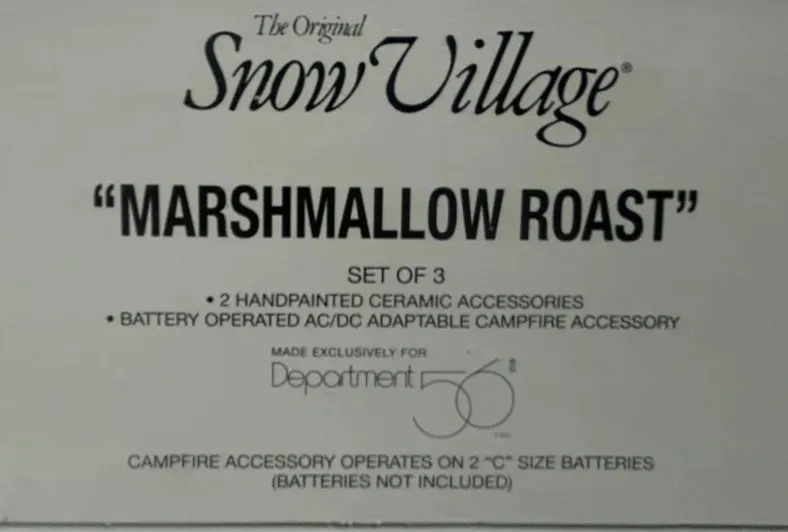 The Original
Snow Village®
“MARSHMALLOW ROAST”
SET OF 3
• 2 HANDPAINTED CERAMIC ACCESSORIES
• BATTERY OPERATED AC/DC ADAPTABLE CAMPFIRE ACCESSORY
MADE EXCLUSIVELY FOR
Department 56®
CAMPFIRE ACCESSORY OPERATES ON 2 "C" SIZE BATTERIES
(BATTERIES NOT INCLUDED)